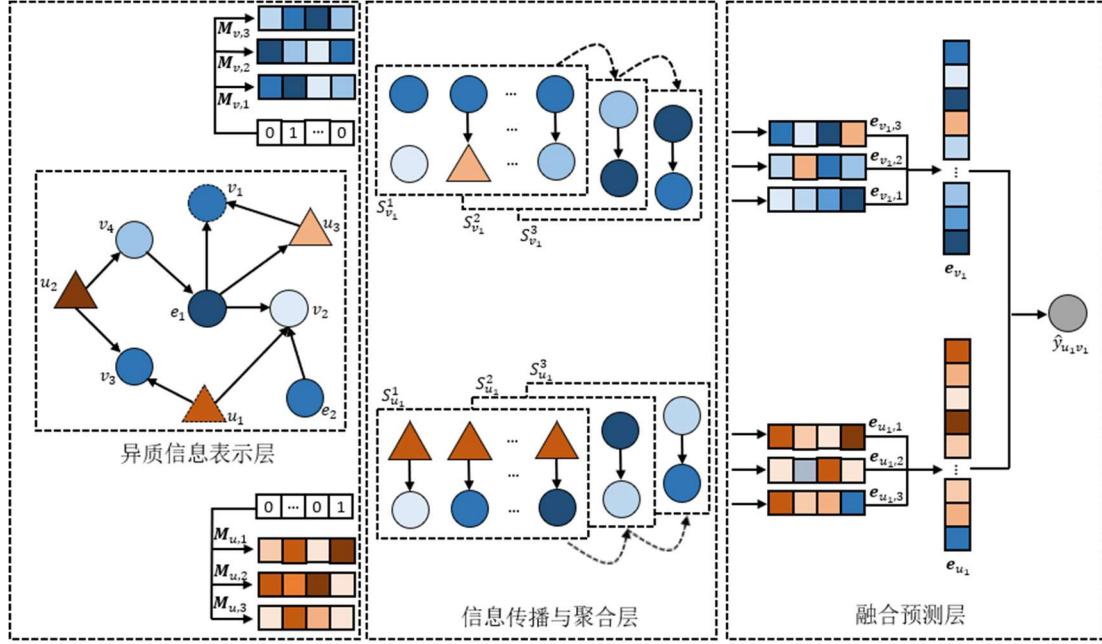 M_{v,3}
M_{v,2}
M_{v,1}
0 1 ⋯ 0
v_1
v_4
u_3
u_2
e_1
v_2
v_3
u_1
e_2
异质信息表示层
0 ⋯ 0 1
M_{u,1}
M_{u,2}
M_{u,3}
...
...
S^1_{v_1}
S^2_{v_1}
S^3_{v_1}
S^3_{u_1}
S^2_{u_1}
S^1_{u_1}
...
...
信息传播与聚合层
e_{v_1,3}
e_{v_1,2}
e_{v_1,1}
⋮
e_{v_1}
ŷ_{u_1v_1}
e_{u_1,1}
e_{u_1,2}
e_{u_1,3}
⋮
e_{u_1}
融合预测层